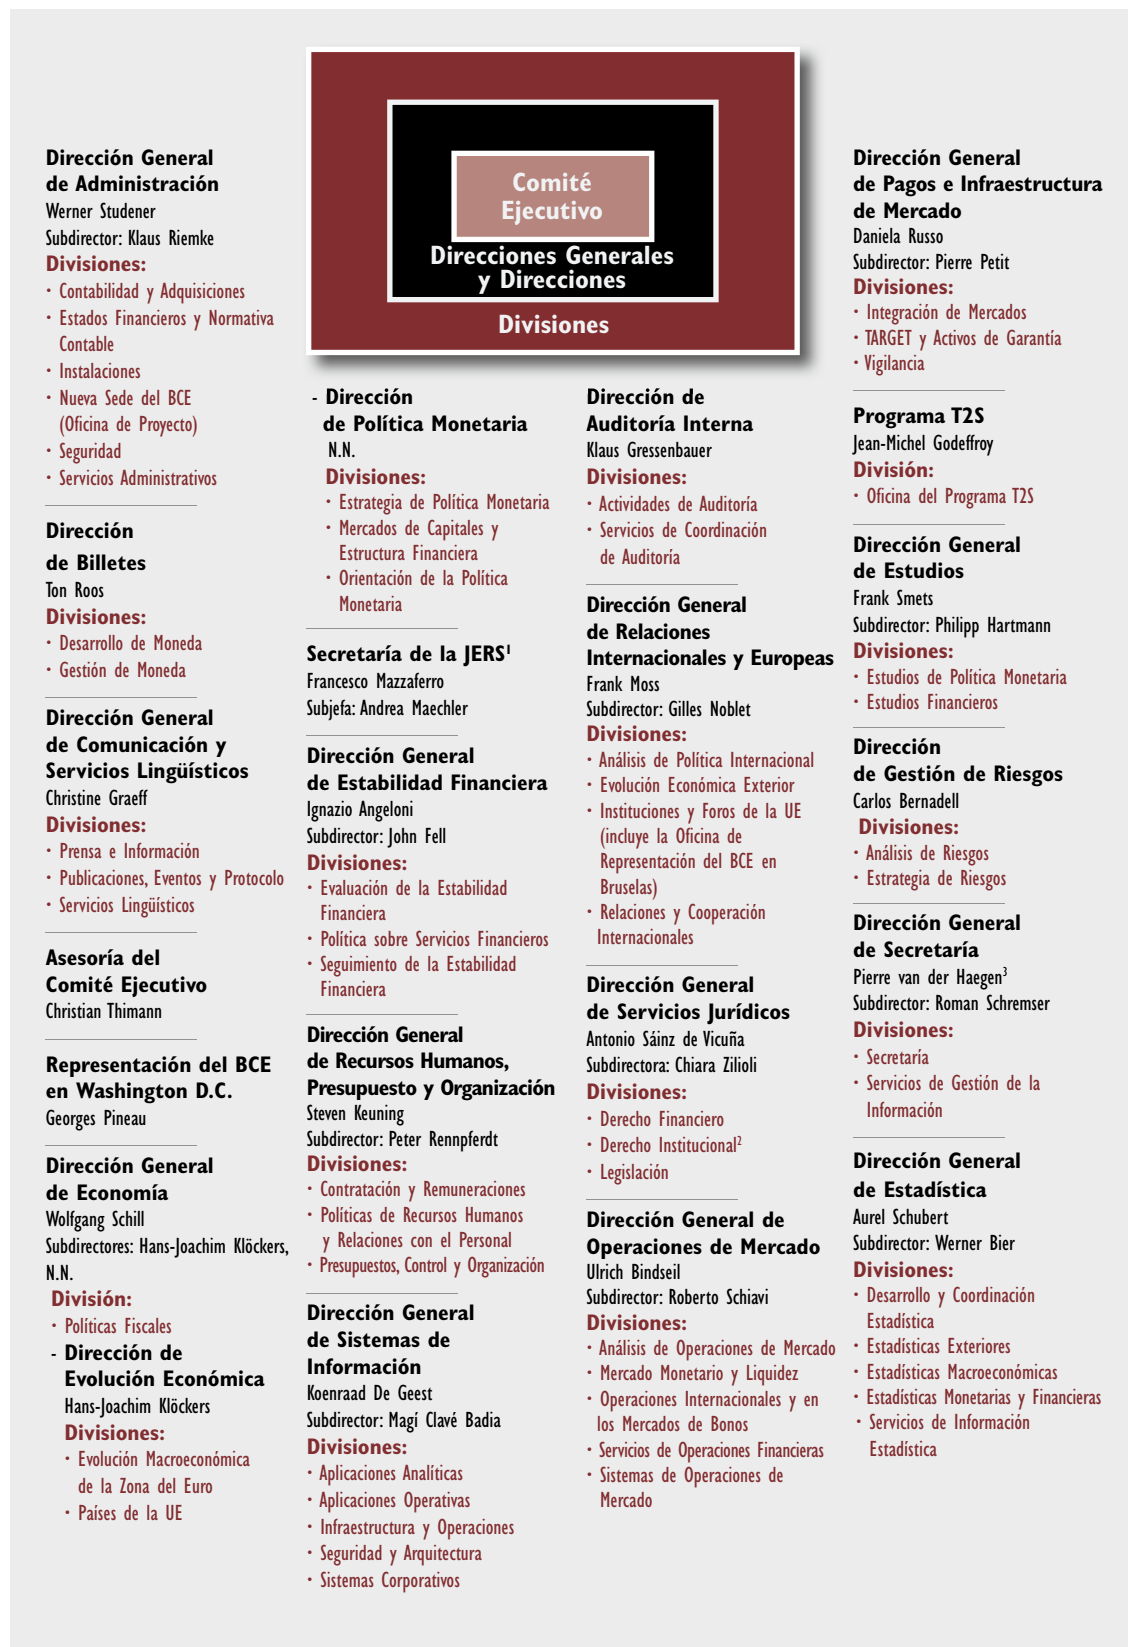 Comité
Ejecutivo
Direcciones Generales
y Direcciones
Divisiones
Dirección General
de Administración
Werner Studener
Subdirector: Klaus Riemke
Divisiones:
• Contabilidad y Adquisiciones
• Estados Financieros y Normativa
Contable
• Instalaciones
• Nueva Sede del BCE
(Oficina de Proyecto)
• Seguridad
• Servicios Administrativos
Dirección
de Billetes
Ton Roos
Divisiones:
• Desarrollo de Moneda
• Gestión de Moneda
Dirección General
de Comunicación y
Servicios Lingüísticos
Christine Graeff
Divisiones:
• Prensa e Información
• Publicaciones, Eventos y Protocolo
• Servicios Lingüísticos
Asesoría del
Comité Ejecutivo
Christian Thimann
Representación del BCE
en Washington D.C.
Georges Pineau
Dirección General
de Economía
Wolfgang Schill
Subdirectores: Hans-Joachim Klöckers,
N.N.
División:
• Políticas Fiscales
- Dirección de
Evolución Económica
Hans-Joachim Klöckers
Divisiones:
• Evolución Macroeconómica
de la Zona del Euro
• Países de la UE
- Dirección
de Política Monetaria
N.N.
Divisiones:
• Estrategia de Política Monetaria
• Mercados de Capitales y
Estructura Financiera
• Orientación de la Política
Monetaria
Secretaría de la JERS¹
Francesco Mazzaferro
Subjefa: Andrea Maechler
Dirección General
de Estabilidad Financiera
Ignazio Angeloni
Subdirector: John Fell
Divisiones:
• Evaluación de la Estabilidad
Financiera
• Política sobre Servicios Financieros
• Seguimiento de la Estabilidad
Financiera
Dirección General
de Recursos Humanos,
Presupuesto y Organización
Steven Keuning
Subdirector: Peter Rennpferdt
Divisiones:
• Contratación y Remuneraciones
• Políticas de Recursos Humanos
y Relaciones con el Personal
• Presupuestos, Control y Organización
Dirección General
de Sistemas de
Información
Koenraad De Geest
Subdirector: Magí Clavé Badia
Divisiones:
• Aplicaciones Analíticas
• Aplicaciones Operativas
• Infraestructura y Operaciones
• Seguridad y Arquitectura
• Sistemas Corporativos
Dirección de
Auditoría Interna
Klaus Gressenbauer
Divisiones:
• Actividades de Auditoría
• Servicios de Coordinación
de Auditoría
Dirección General
de Relaciones
Internacionales y Europeas
Frank Moss
Subdirector: Gilles Noblet
Divisiones:
• Análisis de Política Internacional
• Evolución Económica Exterior
• Instituciones y Foros de la UE
(incluye la Oficina de
Representación del BCE en
Bruselas)
• Relaciones y Cooperación
Internacionales
Dirección General
de Servicios Jurídicos
Antonio Sáinz de Vicuña
Subdirectora: Chiara Zilioli
Divisiones:
• Derecho Financiero
• Derecho Institucional²
• Legislación
Dirección General de
Operaciones de Mercado
Ulrich Bindseil
Subdirector: Roberto Schiavi
Divisiones:
• Análisis de Operaciones de Mercado
• Mercado Monetario y Liquidez
• Operaciones Internacionales y en
los Mercados de Bonos
• Servicios de Operaciones Financieras
• Sistemas de Operaciones de
Mercado
Dirección General
de Pagos e Infraestructura
de Mercado
Daniela Russo
Subdirector: Pierre Petit
Divisiones:
• Integración de Mercados
• TARGET y Activos de Garantía
• Vigilancia
Programa T2S
Jean-Michel Godeffroy
División:
• Oficina del Programa T2S
Dirección General
de Estudios
Frank Smets
Subdirector: Philipp Hartmann
Divisiones:
• Estudios de Política Monetaria
• Estudios Financieros
Dirección
de Gestión de Riesgos
Carlos Bernadell
Divisiones:
• Análisis de Riesgos
• Estrategia de Riesgos
Dirección General
de Secretaría
Pierre van der Haegen³
Subdirector: Roman Schremser
Divisiones:
• Secretaría
• Servicios de Gestión de la
Información
Dirección General
de Estadística
Aurel Schubert
Subdirector: Werner Bier
Divisiones:
• Desarrollo y Coordinación
Estadística
• Estadísticas Exteriores
• Estadísticas Macroeconómicas
• Estadísticas Monetarias y Financieras
• Servicios de Información
Estadística